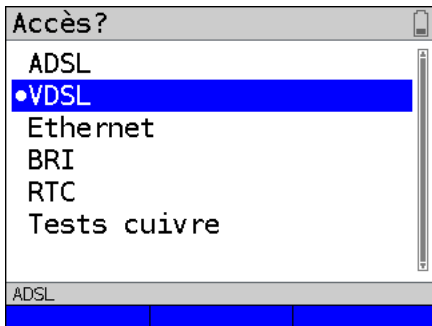 Accès?
ADSL
•VDSL
Ethernet
BRI
RTC
Tests cuivre
ADSL